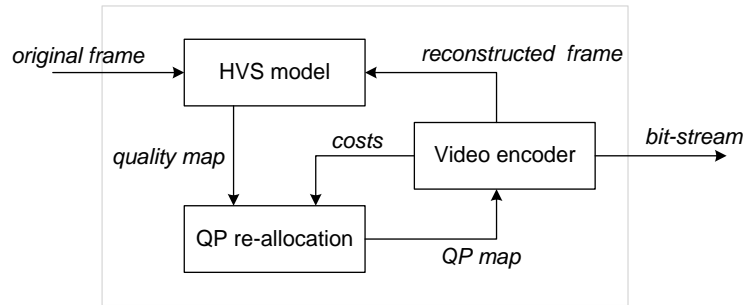 original frame
HVS model
reconstructed frame
quality map
costs
Video encoder
bit-stream
QP re-allocation
QP map